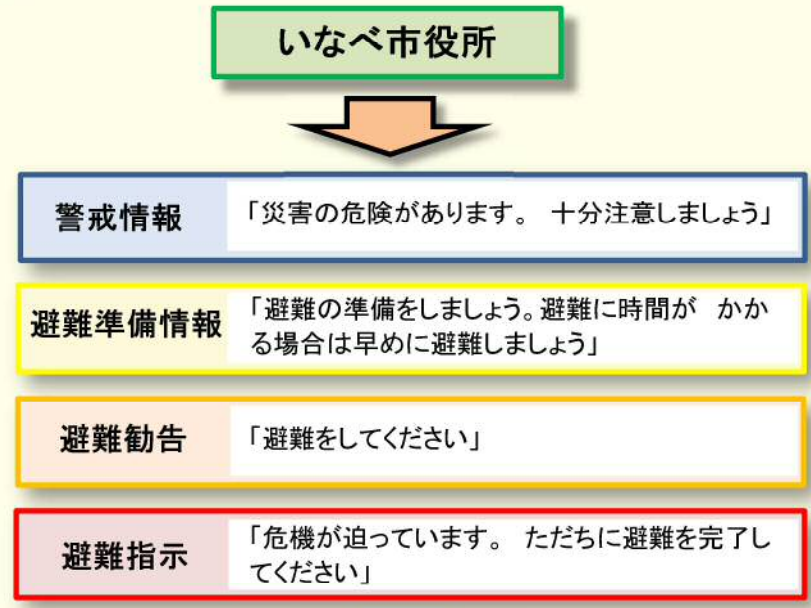 いなべ市役所
警戒情報
「災害の危険があります。 十分注意しましょう」
避難準備情報
「避難の準備をしましょう。避難に時間が かか
る場合は早めに避難しましょう」
避難勧告
「避難をしてください」
避難指示
「危機が迫っています。 ただちに避難を完了し
てください」